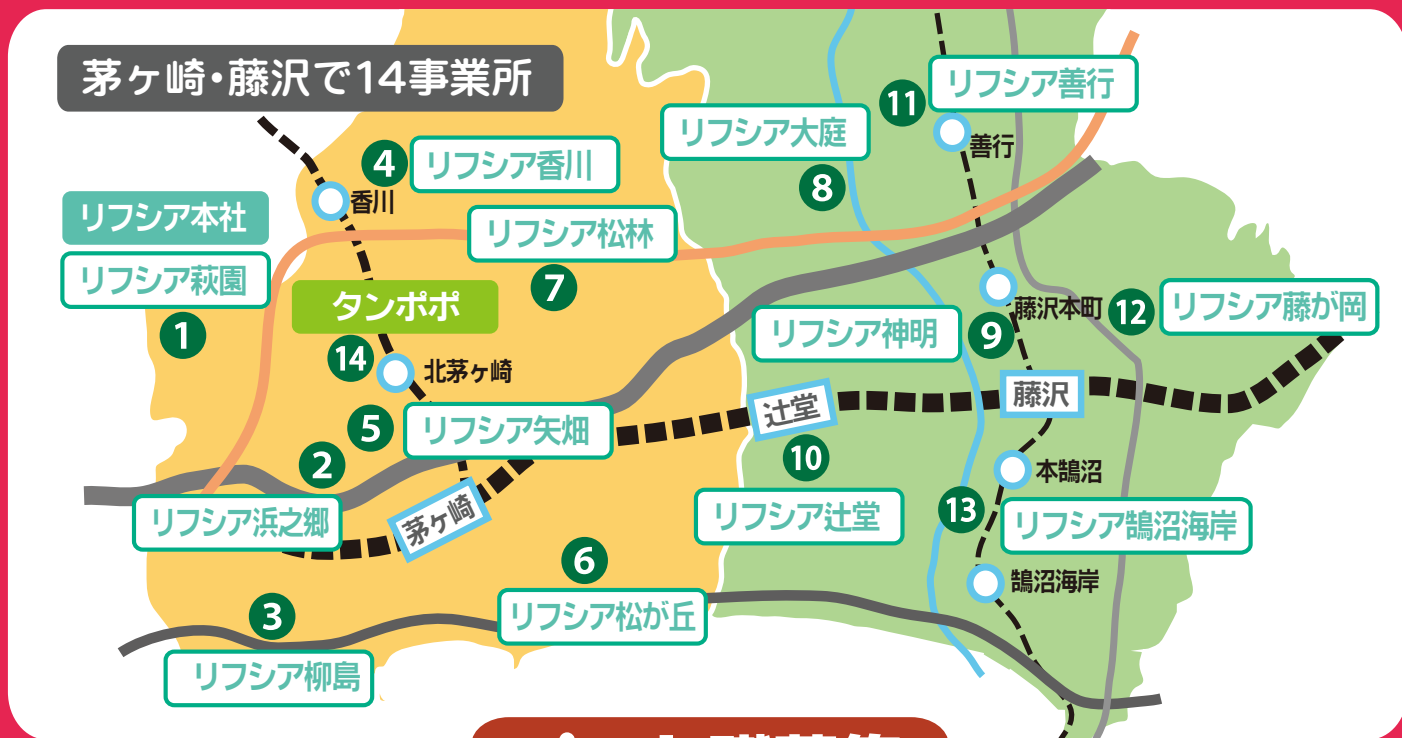 茅ヶ崎・藤沢で14事業所
11
リフシア善行
善行
リフシア大庭
8
4
リフシア香川
香川
リフシア本社
リフシア萩園
1
リフシア松林
7
タンポポ
14
北茅ヶ崎
藤沢本町
12
リフシア藤が岡
リフシア神明
9
藤沢
辻堂
10
リフシア辻堂
5
リフシア矢畑
2
リフシア浜之郷
茅ヶ崎
本鵠沼
13
リフシア鵠沼海岸
鵠沼海岸
6
リフシア松が丘
3
リフシア柳島